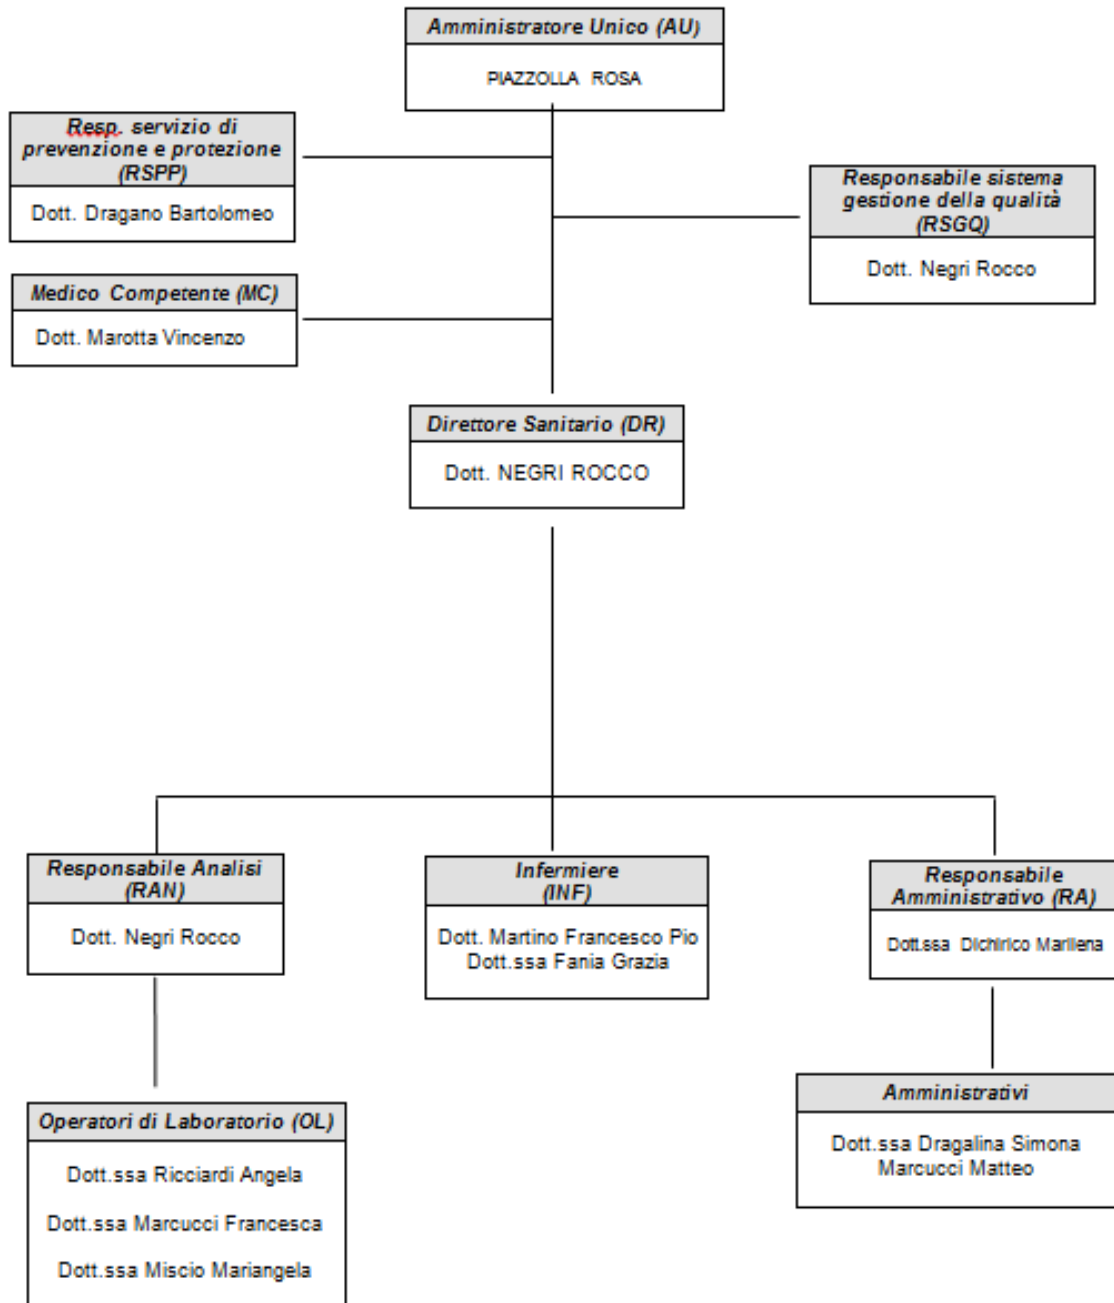 Amministratore Unico (AU)
PIAZZOLLA ROSA
Resp. servizio di
prevenzione e protezione
(RSPP)
Dott. Dragano Bartolomeo
Responsabile sistema
gestione della qualità
(RSGQ)
Dott. Negri Rocco
Medico Competente (MC)
Dott. Marotta Vincenzo
Direttore Sanitario (DR)
Dott. NEGRI ROCCO
Responsabile Analisi
(RAN)
Dott. Negri Rocco
Infermiere
(INF)
Dott. Martino Francesco Pio
Dott.ssa Fania Grazia
Responsabile
Amministrativo (RA)
Dott.ssa Dichirico Marilena
Operatori di Laboratorio (OL)
Dott.ssa Ricciardi Angela
Dott.ssa Marcucci Francesca
Dott.ssa Miscio Mariangela
Amministrativi
Dott.ssa Dragalina Simona
Marcucci Matteo